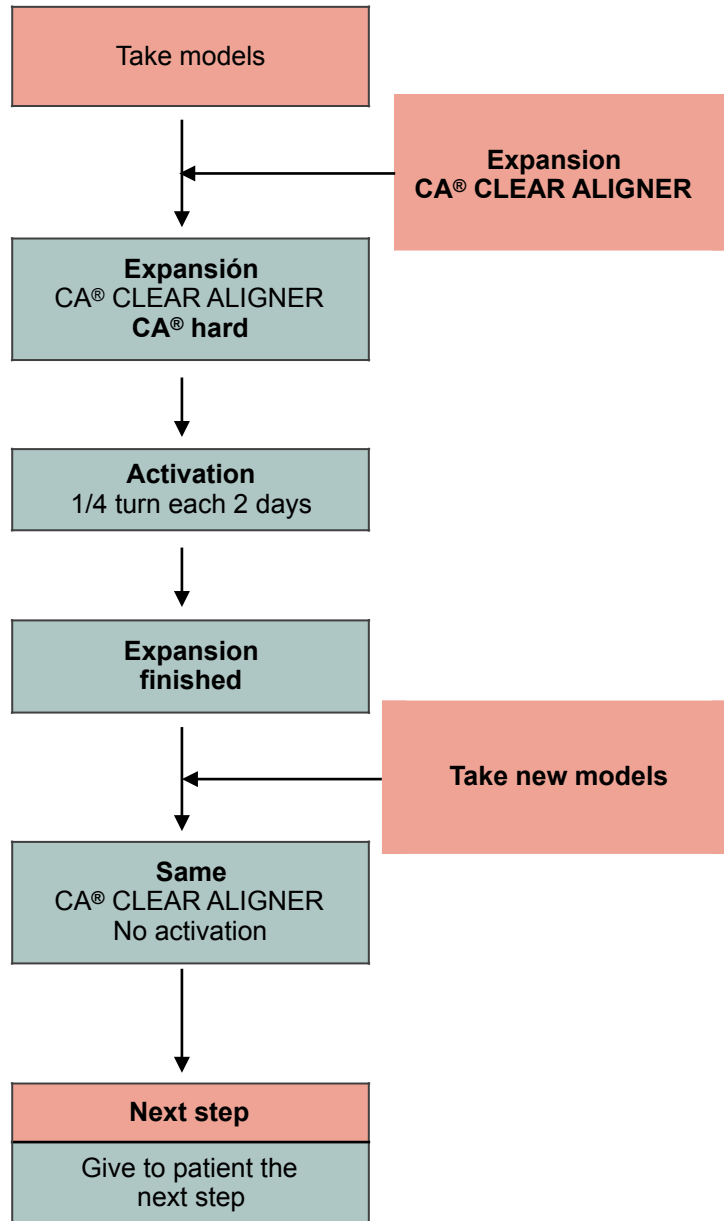 Take models
Expansion
CA® CLEAR ALIGNER
Expansión
CA® CLEAR ALIGNER
CA® hard
Activation
1/4 turn each 2 days
Expansion
finished
Take new models
Same
CA® CLEAR ALIGNER
No activation
Next step
Give to patient the
next step